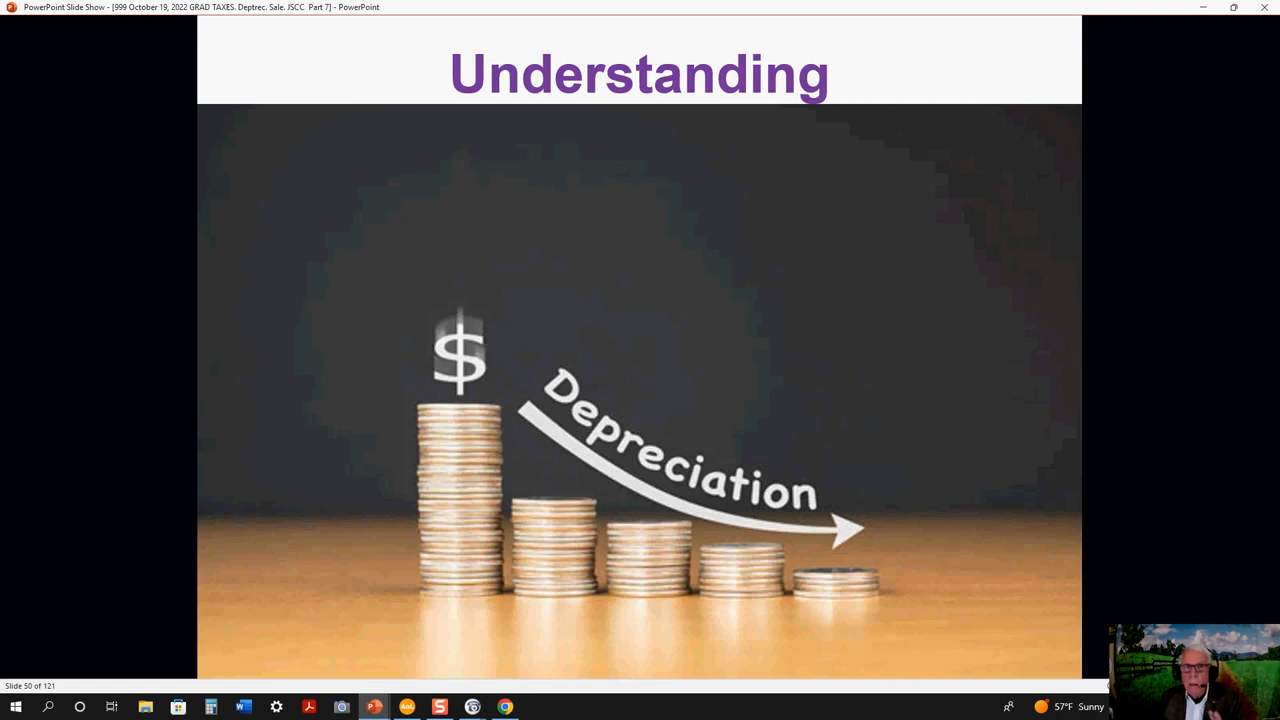 PowerPoint Slide Show - [999 October 19, 2022 GRAD TAXES. Deptrec. Sale. JSCC Part 7] - PowerPoint
Understanding
$
Depreciation
Slide 50 of 121
57°F Sunny